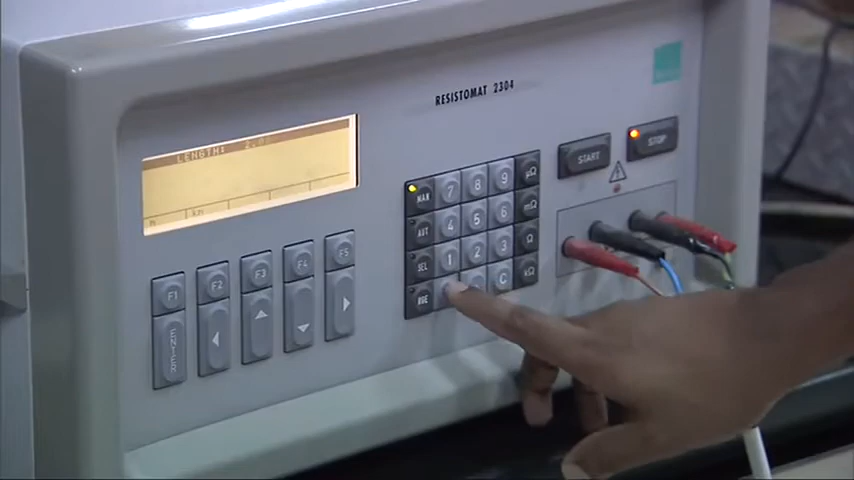 RESISTOMAT 2304
LENGTH:
km
F1 F2 F3 F4 F5
ENTER
MAN 7 8 9 µΩ
AUT 4 5 6 mΩ
SEL 1 2 3 Ω
C kΩ
START STOP